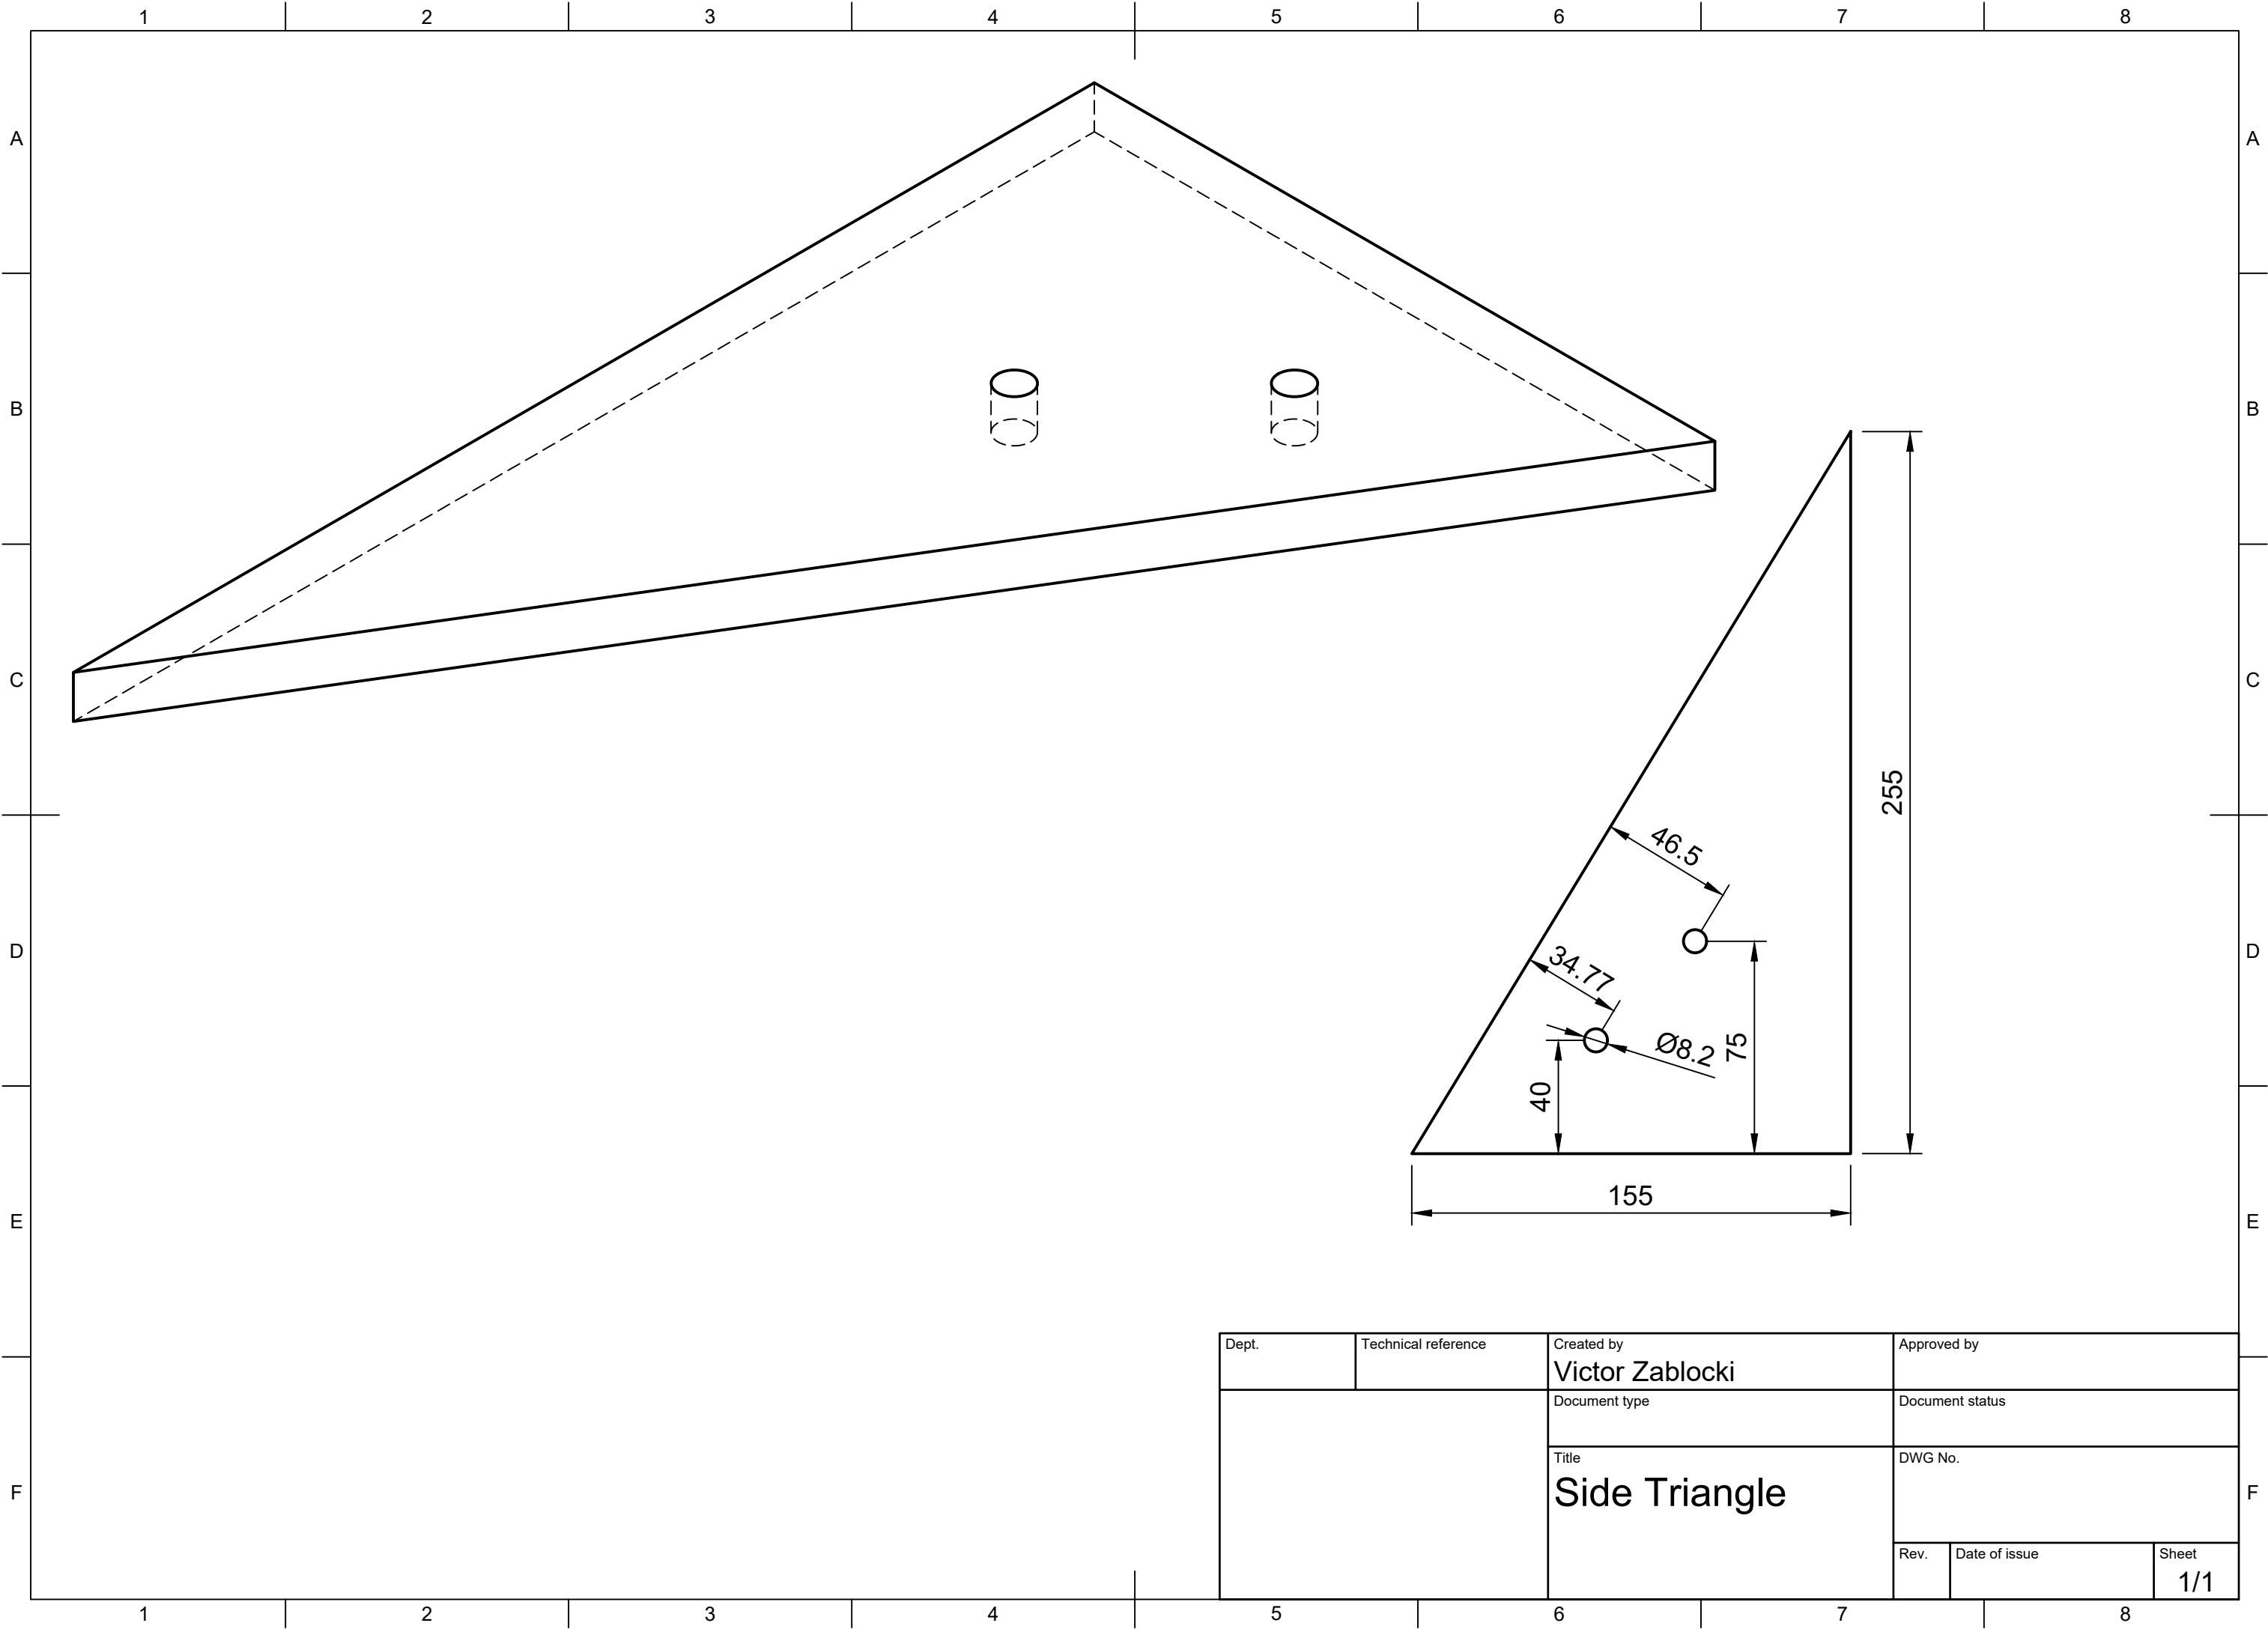 1 2 3 4 5 6 7 8
A A
B B
C C
255
46.5
D D
34.77
Ø8.2
75
40
155
E E
Dept. Technical reference Created by Approved by
Victor Zablocki
Document type Document status
Title DWG No.
Side Triangle
F F
Rev. Date of issue Sheet
1/1
1 2 3 4 5 6 7 8